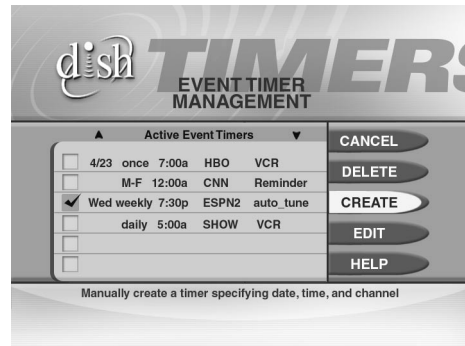 dish
TIMERS
EVENT TIMER
MANAGEMENT
Active Event Timers
4/23 once 7:00a HBO VCR
M-F 12:00a CNN Reminder
Wed weekly 7:30p ESPN2 auto_tune
daily 5:00a SHOW VCR
CANCEL
DELETE
CREATE
EDIT
HELP
Manually create a timer specifying date, time, and channel